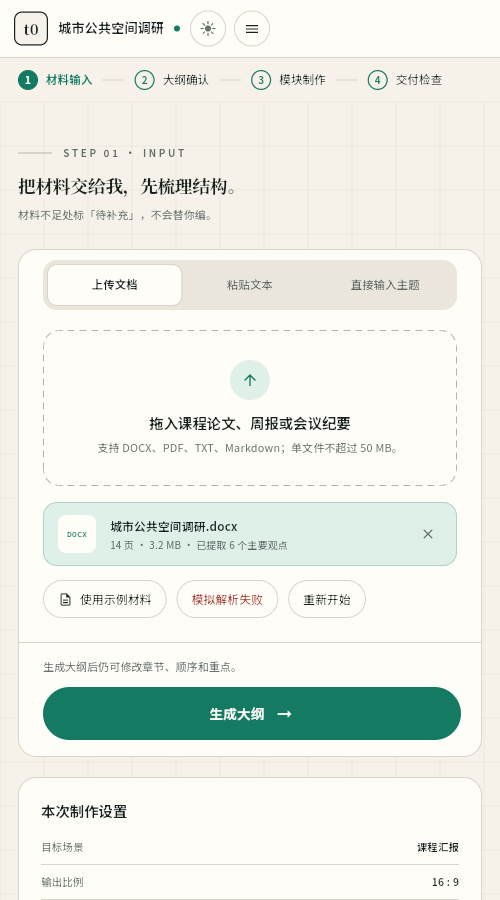 t0 城市公共空间调研
1 材料输入 2 大纲确认 3 模块制作 4 交付检查
STEP 01 · INPUT
把材料交给我，先梳理结构。
材料不足处标「待补充」，不会替你编。
上传文档 粘贴文本 直接输入主题
拖入课程论文、周报或会议纪要
支持 DOCX、PDF、TXT、Markdown；单文件不超过 50 MB。
DOCX
城市公共空间调研.docx
14 页 · 3.2 MB · 已提取 6 个主要观点
使用示例材料 模拟解析失败 重新开始
生成大纲后仍可修改章节、顺序和重点。
生成大纲 →
本次制作设置
目标场景 课程汇报
输出比例 16 : 9